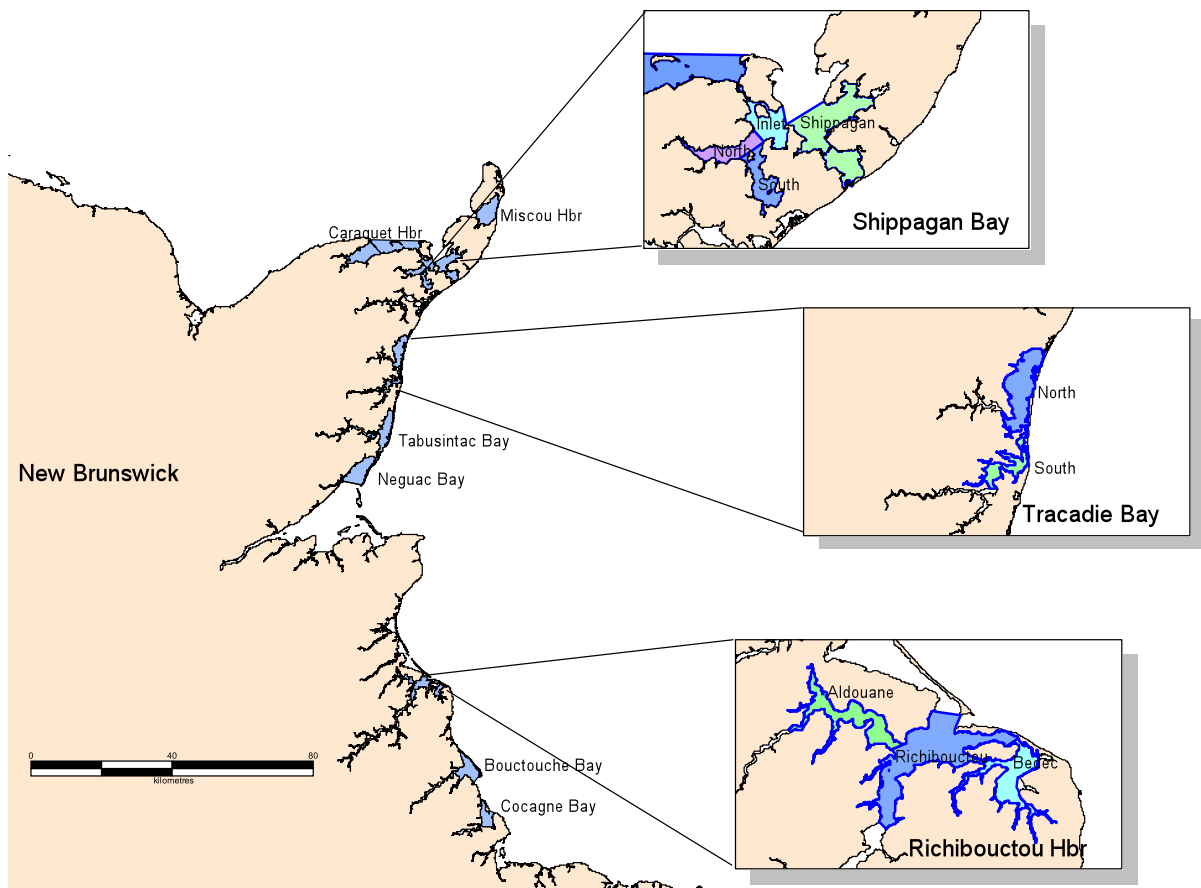 Inlet
Shippagan
North
South
Shippagan Bay
Miscou Hbr
Caraquet Hbr
North
South
Tracadie Bay
Tabusintac Bay
New Brunswick
Neguac Bay
Aldouane
Richibouctou
Bedec
Richibouctou Hbr
0 40 80
kilometres
Bouctouche Bay
Cocagne Bay